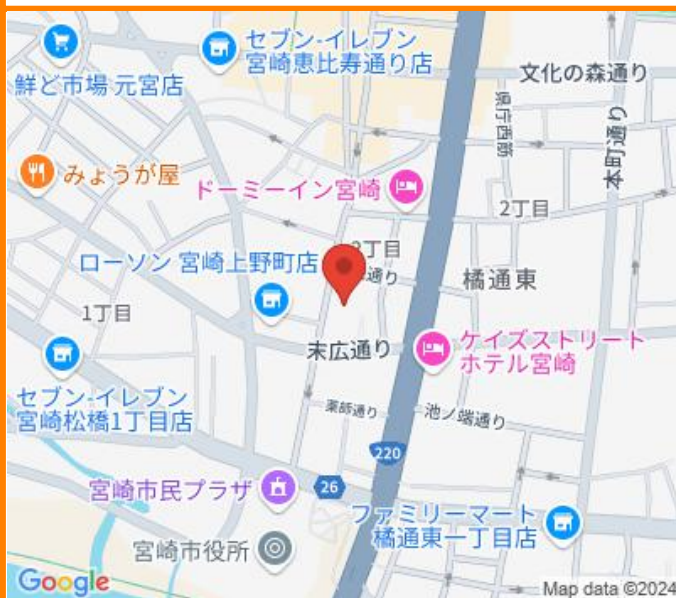 セブン-イレブン
宮崎恵比寿通り店
鮮ど市場 元宮店
文化の森通り
県庁西筋
本町通り
みょうが屋
ドーミーイン宮崎
2丁目
2丁目
ローソン 宮崎上野町店
通り
橘通東
1丁目
末広通り
ケイズストリート
ホテル宮崎
セブン-イレブン
宮崎松橋1丁目店
薬師通り
池ノ端通り
220
宮崎市民プラザ
26
ファミリーマート
橘通東一丁目店
宮崎市役所
Google
Map data ©2024